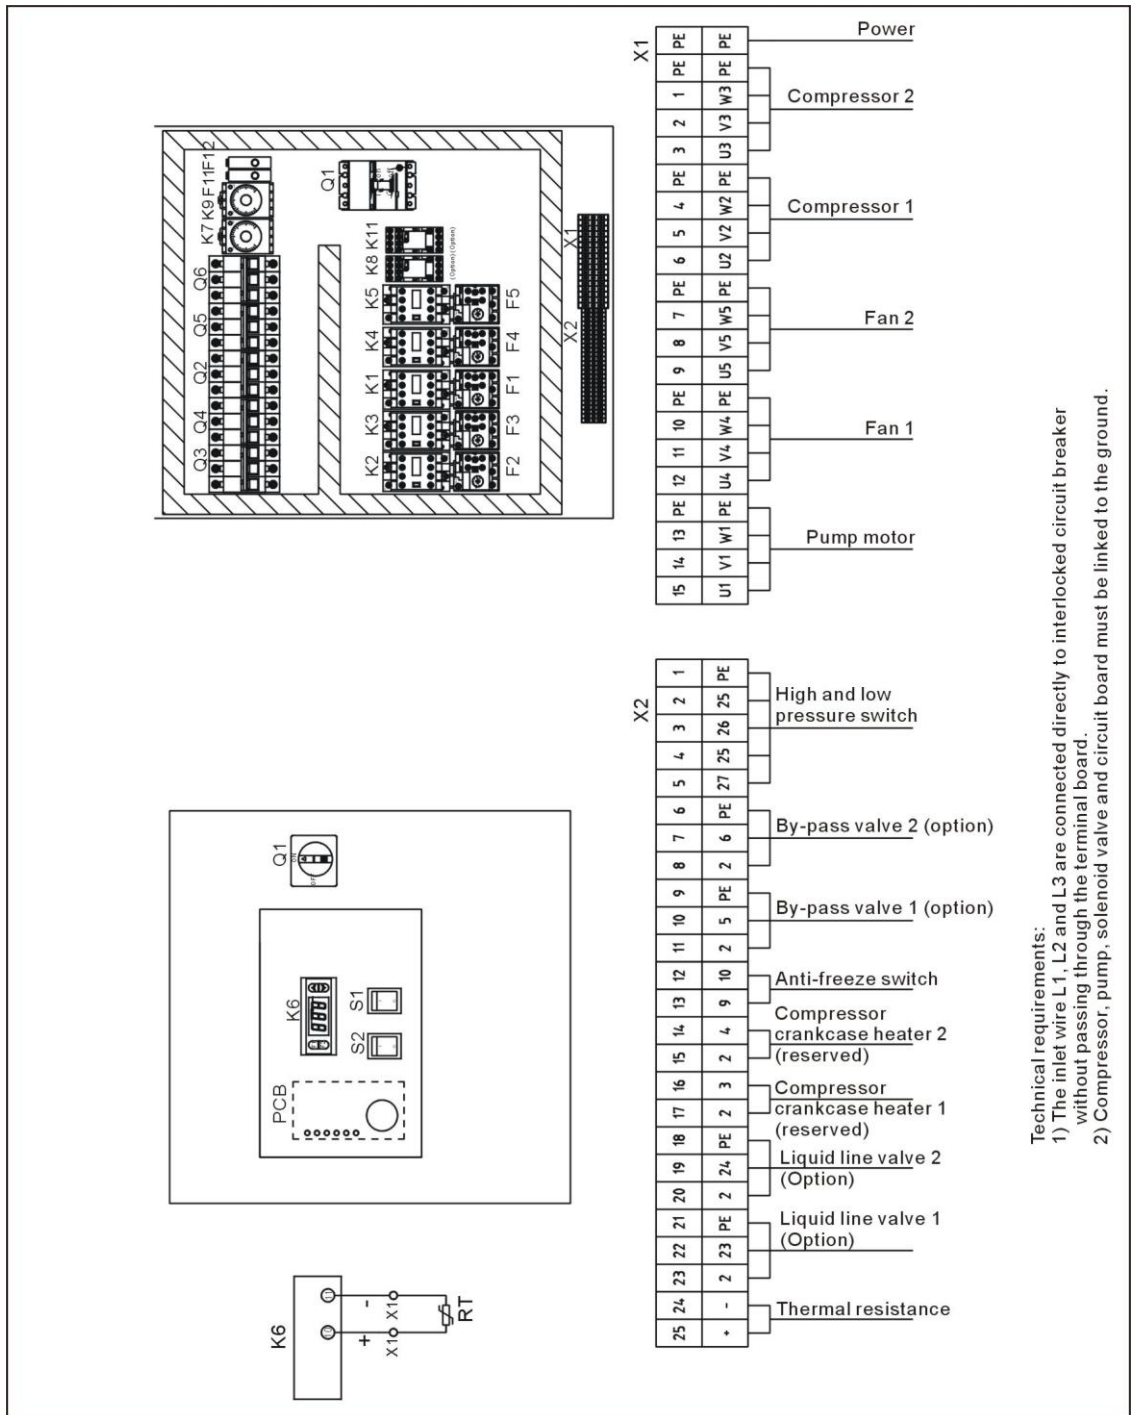 X1
PE PE Power
PE PE
1 W3 Compressor 2
2 V3
3 U3
PE PE
4 W2 Compressor 1
5 V2
6 U2
PE PE
7 W5 Fan 2
8 V5
9 U5
PE PE
10 W4 Fan 1
11 V4
12 U4
PE PE
13 W1 Pump motor
14 V1
15 U1
F11 F12
K7 K9
Q6
Q5
Q2
Q4
Q3
Q1
K8 K11
(Option) (Option)
K5 F5
K4 F4
K1 F1
K3 F3
K2 F2
X1
X2
X2
1 PE
2 25 High and low
3 26 pressure switch
4 25
5 27
6 PE
7 6 By-pass valve 2 (option)
8 2
9 PE
10 5 By-pass valve 1 (option)
11 2
12 10 Anti-freeze switch
13 9
Compressor
14 4 crankcase heater 2
15 2 (reserved)
16 3 Compressor
17 2 crankcase heater 1
(reserved)
18 PE
19 24 Liquid line valve 2
20 2 (Option)
21 PE Liquid line valve 1
22 23 (Option)
23 2
24 - Thermal resistance
25 +
Q1
ON
OFF
K6
888
S1
S2
PCB
K6
11
10
-
+
X1
X1
RT
Technical requirements:
1) The inlet wire L1, L2 and L3 are connected directly to interlocked circuit breaker
without passing through the terminal board.
2) Compressor, pump, solenoid valve and circuit board must be linked to the ground.